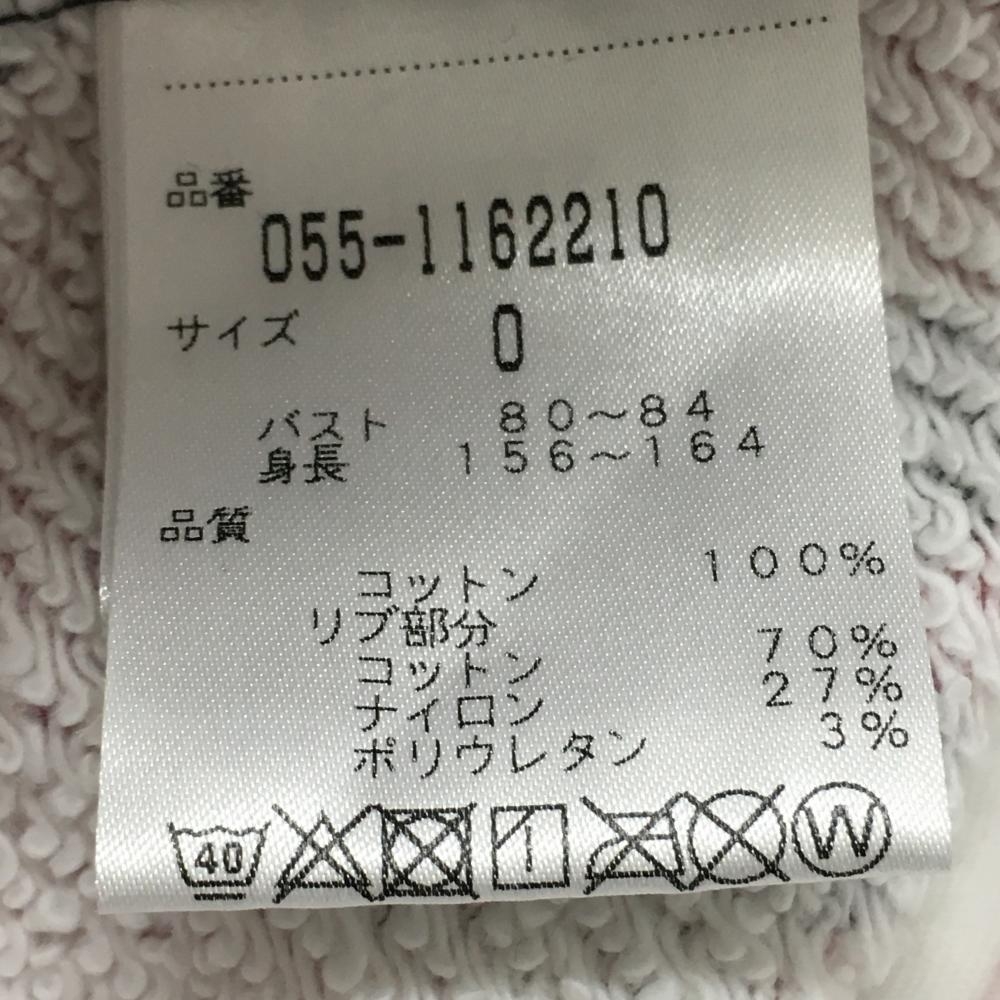 品番
055-1162210
サイズ 0
バスト 80～84
身長 156～164
品質
コットン 100%
リブ部分
コットン 70%
ナイロン 27%
ポリウレタン 3%
40 W